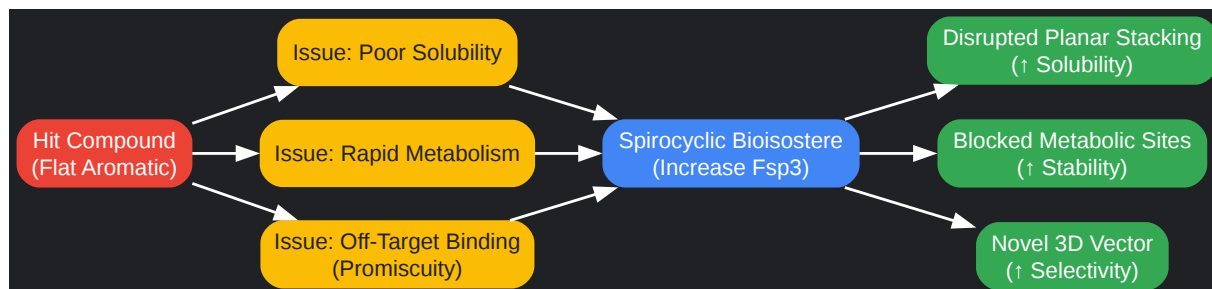 Hit Compound
(Flat Aromatic)
Issue: Poor Solubility
Issue: Rapid Metabolism
Issue: Off-Target Binding
(Promiscuity)
Spirocyclic Bioisostere
(Increase Fsp3)
Disrupted Planar Stacking
(↑ Solubility)
Blocked Metabolic Sites
(↑ Stability)
Novel 3D Vector
(↑ Selectivity)